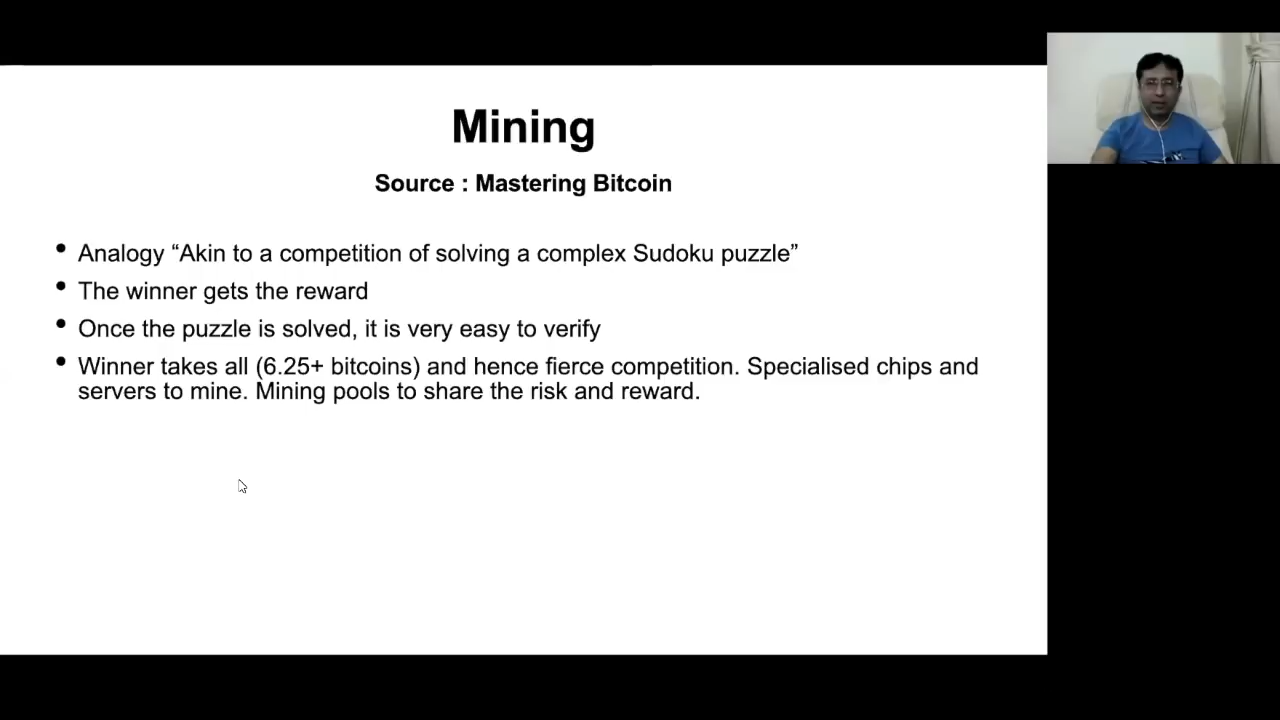 Mining
Source : Mastering Bitcoin
• Analogy “Akin to a competition of solving a complex Sudoku puzzle”
• The winner gets the reward
• Once the puzzle is solved, it is very easy to verify
• Winner takes all (6.25+ bitcoins) and hence fierce competition. Specialised chips and
servers to mine. Mining pools to share the risk and reward.